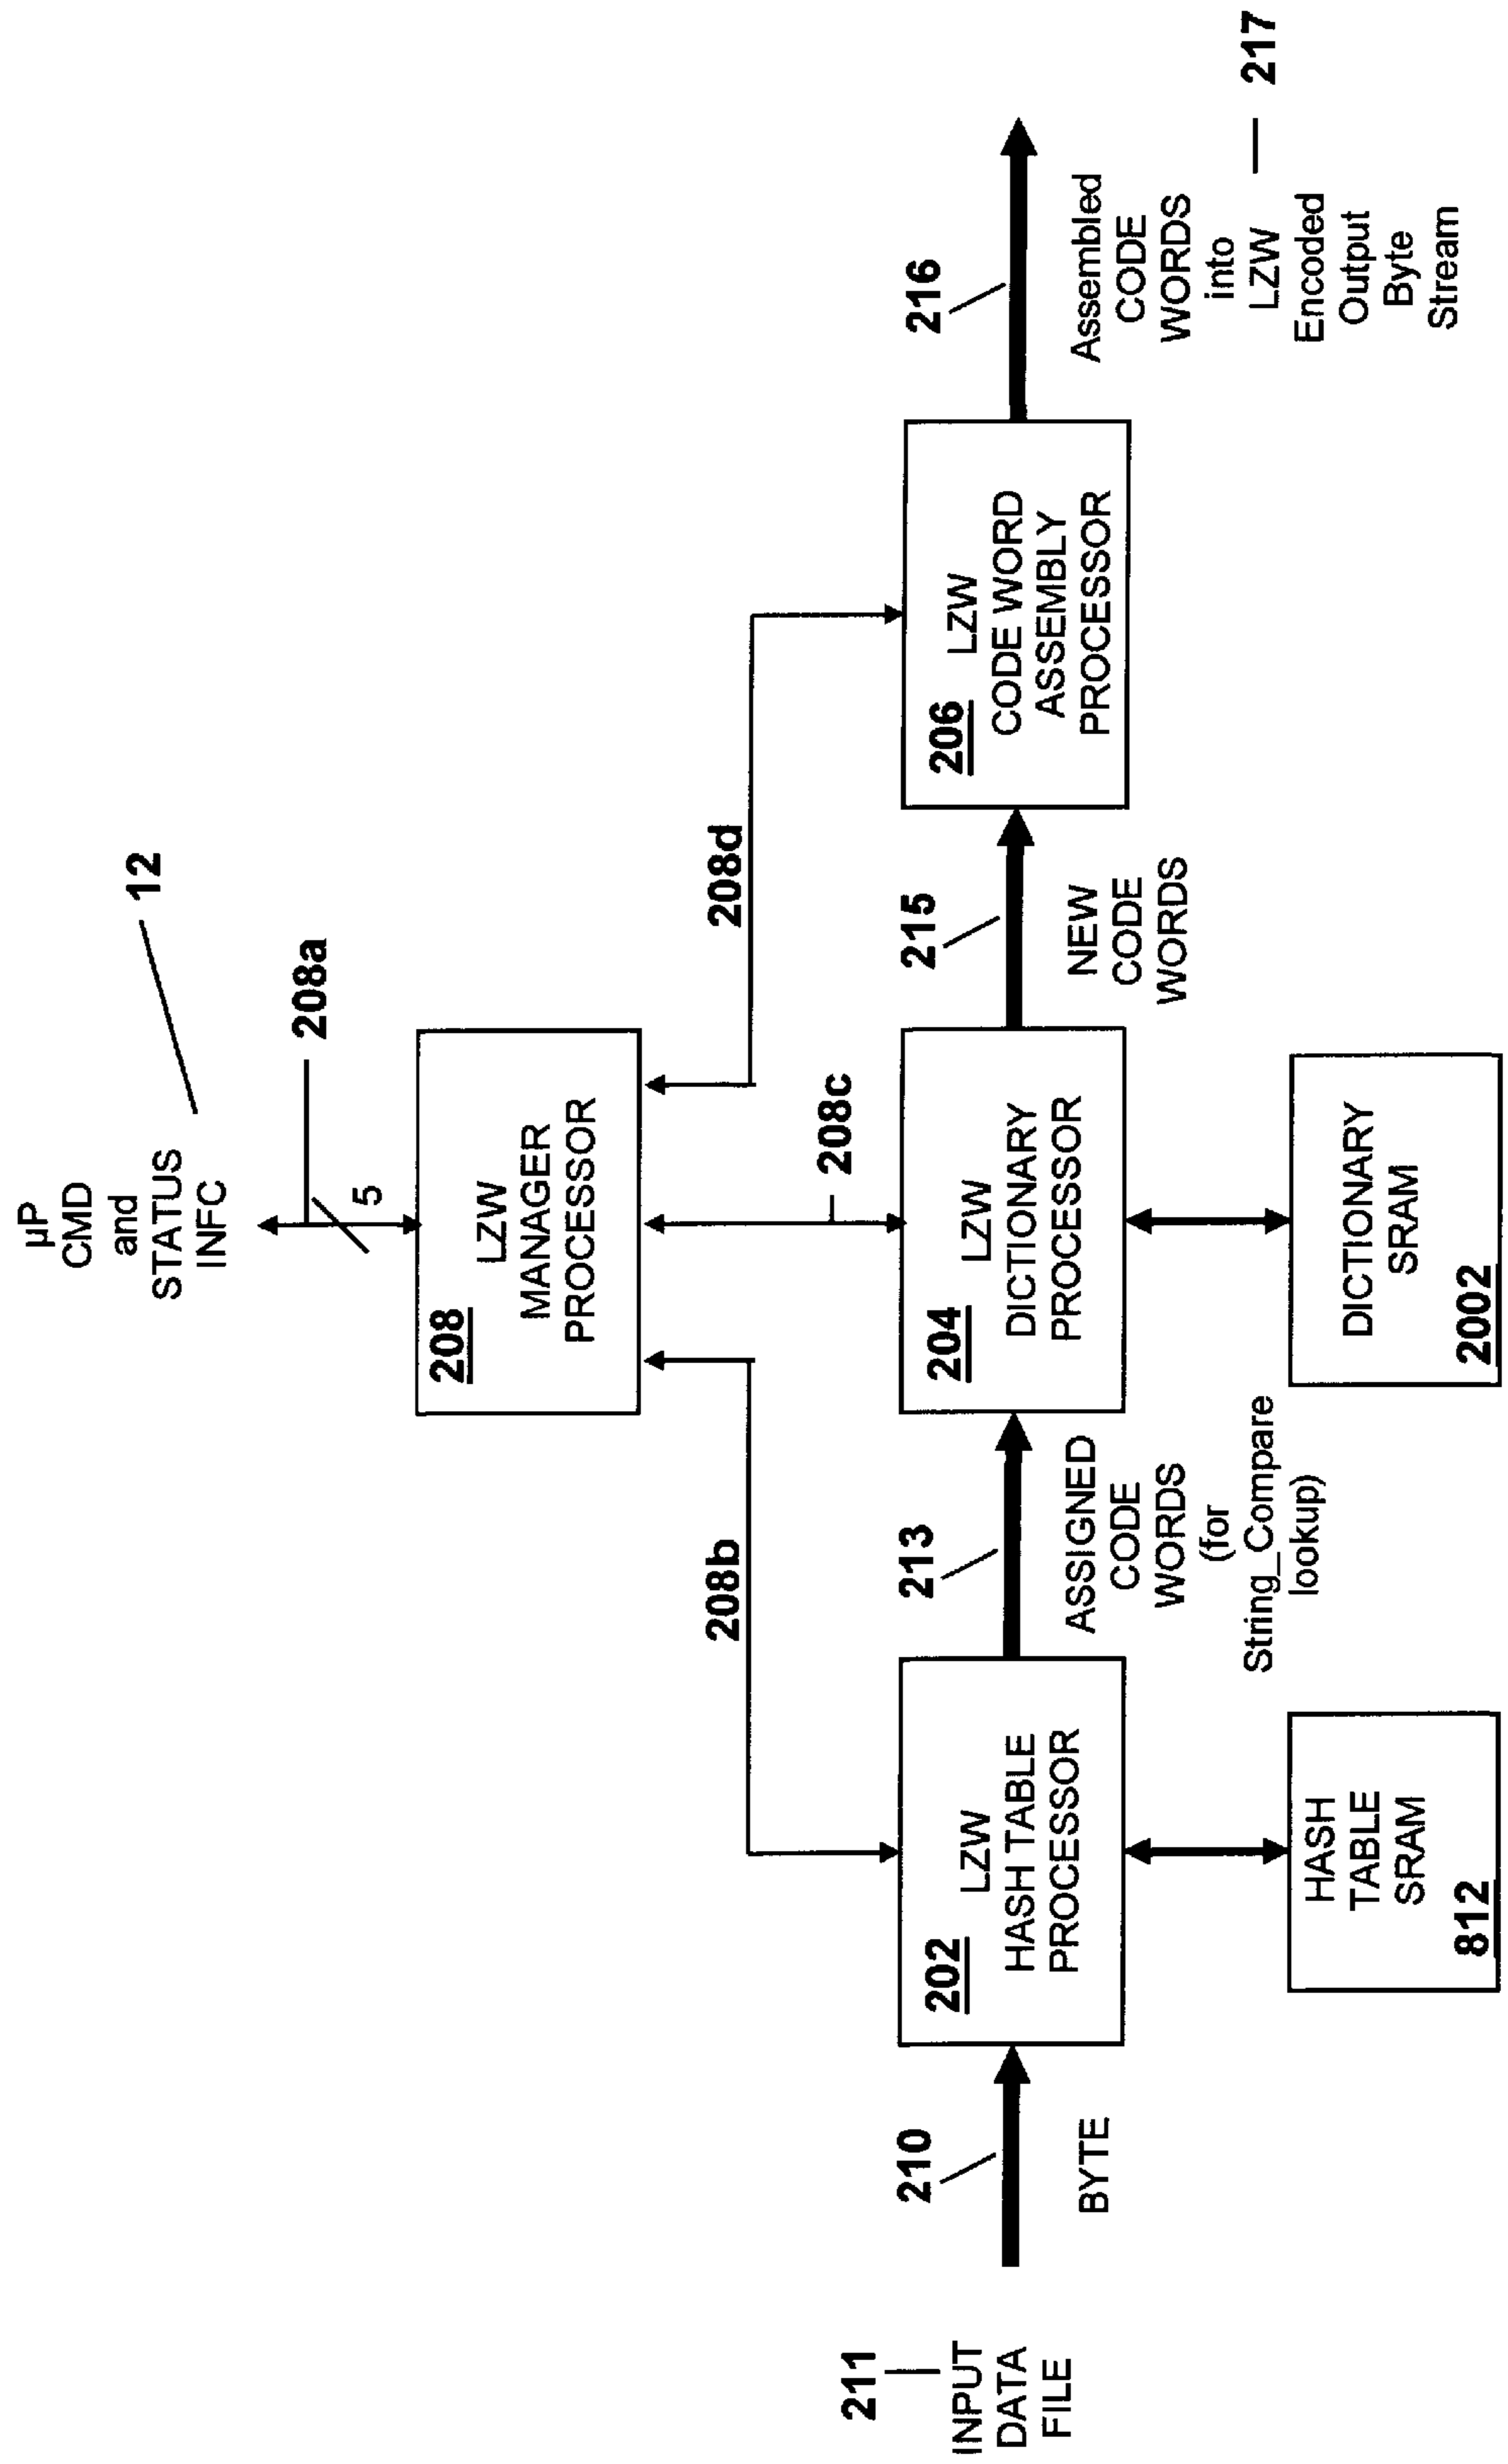 12
µP
CMD
and
STATUS
INFC
208a
5
208
LZW
MANAGER
PROCESSOR
208b
208c
208d
211
INPUT
DATA
FILE
210
BYTE
202
LZW
HASH TABLE
PROCESSOR
213
ASSIGNED
CODE
WORDS
(for
String_Compare
lookup)
204
LZW
DICTIONARY
PROCESSOR
215
NEW
CODE
WORDS
206
LZW
CODE WORD
ASSEMBLY
PROCESSOR
216
Assembled
CODE
WORDS
into
LZW
Encoded
Output
Byte
Stream
217
HASH
TABLE
SRAM
812
DICTIONARY
SRAM
2002